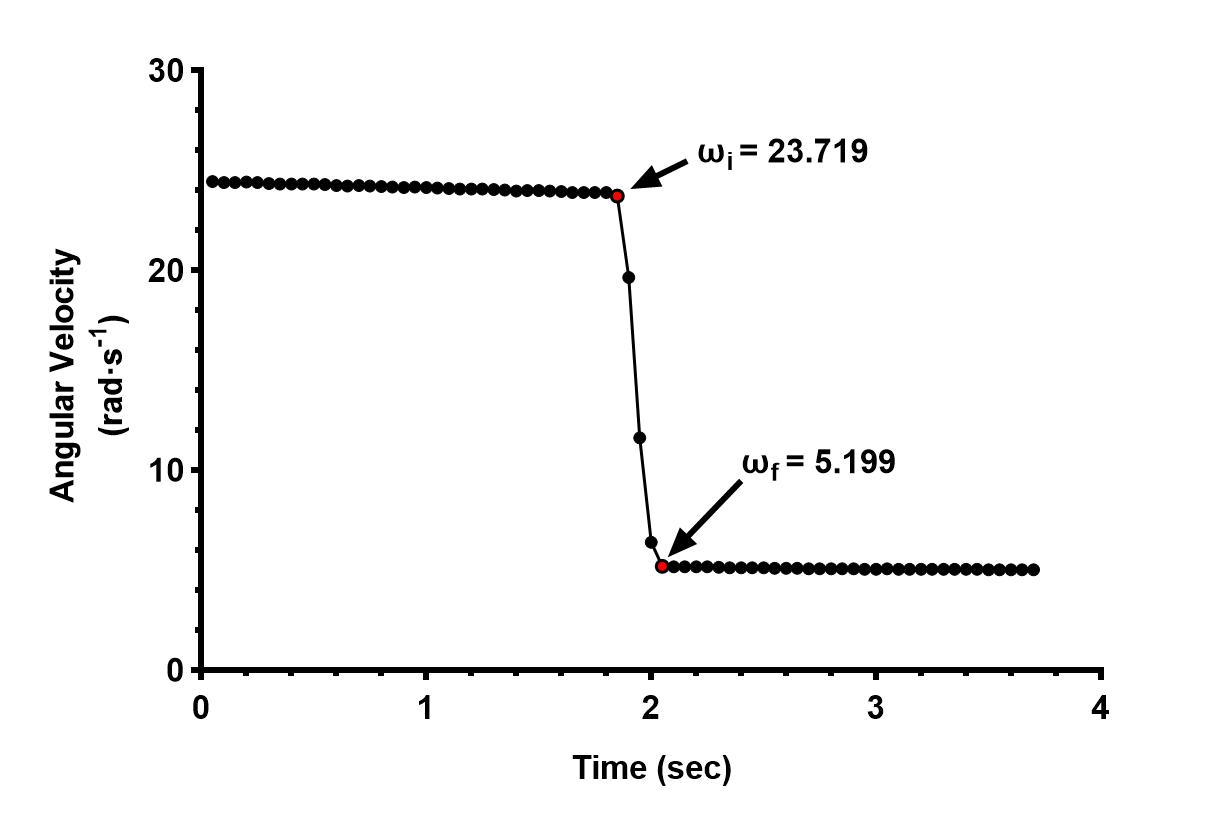 30
ωi = 23.719
20
Angular Velocity
(rad·s-1)
10
ωf = 5.199
0
0 1 2 3 4
Time (sec)